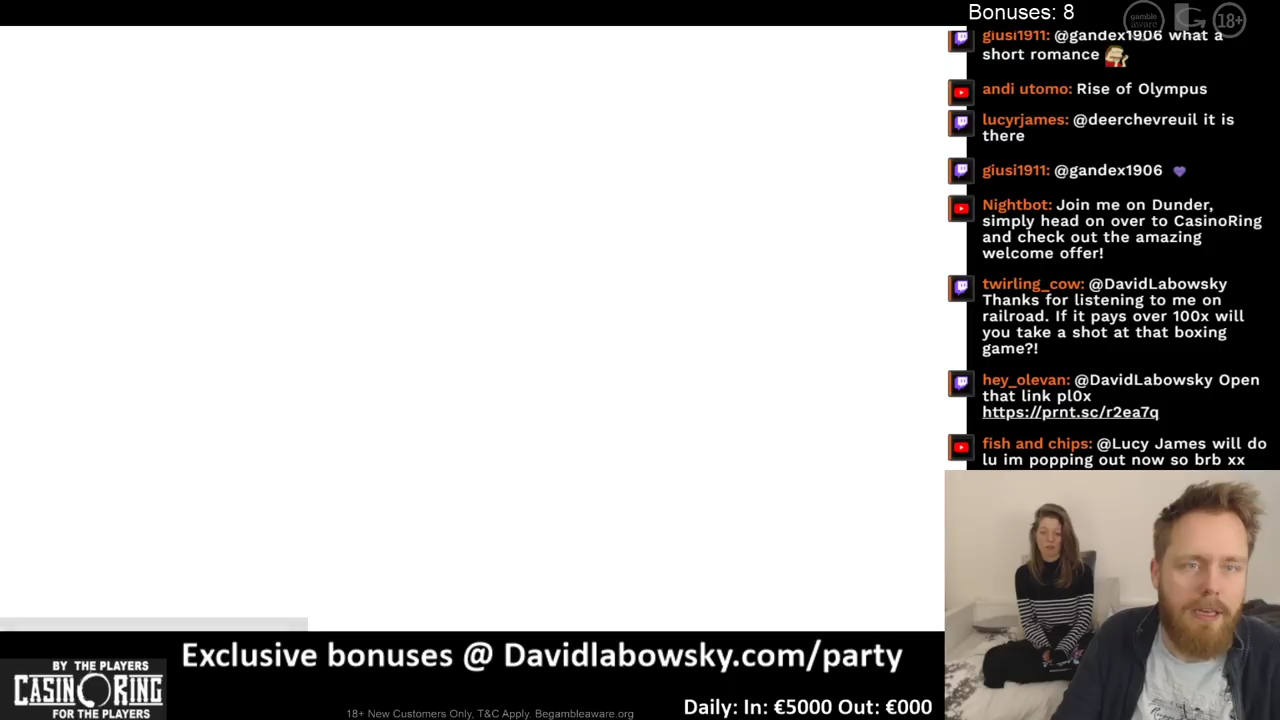 Bonuses: 8
gamble
aware
18+
giusi1911: @gandex1906 what a
short romance
andi utomo: Rise of Olympus
lucyrjames: @deerchevreuil it is
there
giusi1911: @gandex1906
Nightbot: Join me on Dunder,
simply head on over to CasinoRing
and check out the amazing
welcome offer!
twirling_cow: @DavidLabowsky
Thanks for listening to me on
railroad. If it pays over 100x will
you take a shot at that boxing
game?!
hey_olevan: @DavidLabowsky Open
that link pl0x
https://prnt.sc/r2ea7q
fish and chips: @Lucy James will do
lu im popping out now so brb xx
Exclusive bonuses @ Davidlabowsky.com/party
BY THE PLAYERS
CASINO RING
FOR THE PLAYERS
18+ New Customers Only, T&C Apply. Begambleaware.org
Daily: In: €5000 Out: €000